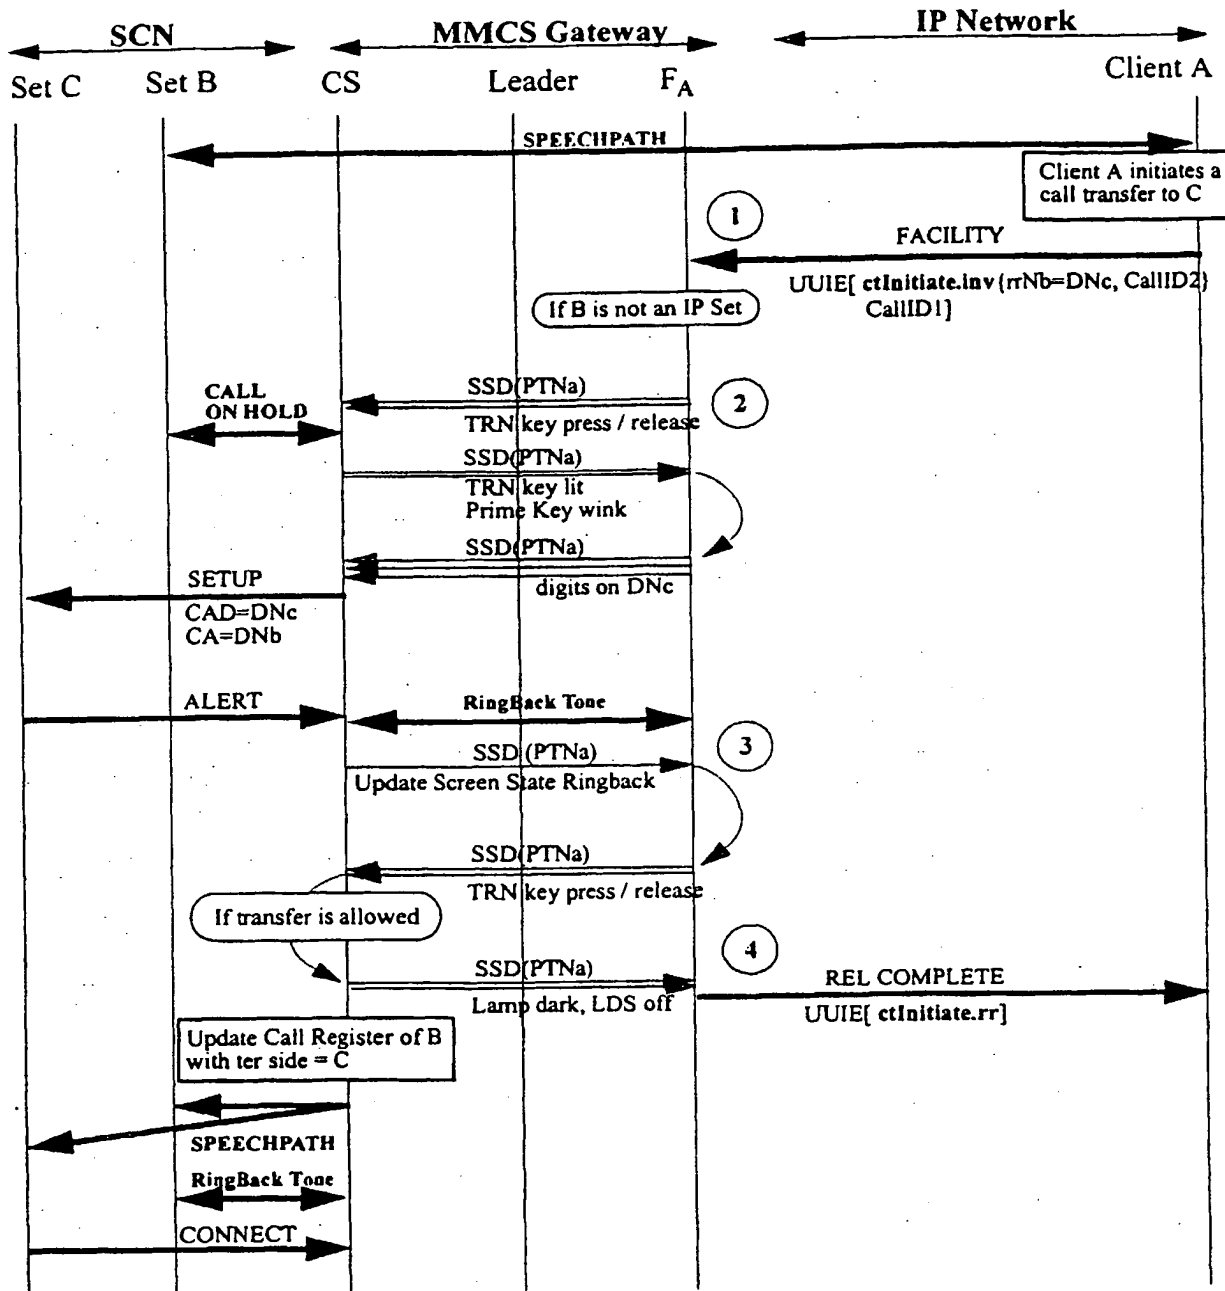 SCN MMCS Gateway IP Network
Set C Set B CS Leader FA Client A
SPEECHPATH
Client A initiates a
call transfer to C
1
FACILITY
UUIE[ ctInitiate.inv{rrNb=DNc, CallID2}
CallID1]
If B is not an IP Set
SSD(PTNa)
2
CALL
ON HOLD
TRN key press / release
SSD(PTNa)
TRN key lit
Prime Key wink
SSD(PTNa)
digits on DNc
SETUP
CAD=DNc
CA=DNb
ALERT
RingBack Tone
3
SSD (PTNa)
Update Screen State Ringback
SSD(PTNa)
TRN key press / release
If transfer is allowed
4
SSD(PTNa)
Lamp dark, LDS off
REL COMPLETE
UUIE[ ctInitiate.rr]
Update Call Register of B
with ter side = C
SPEECHPATH
RingBack Tone
CONNECT